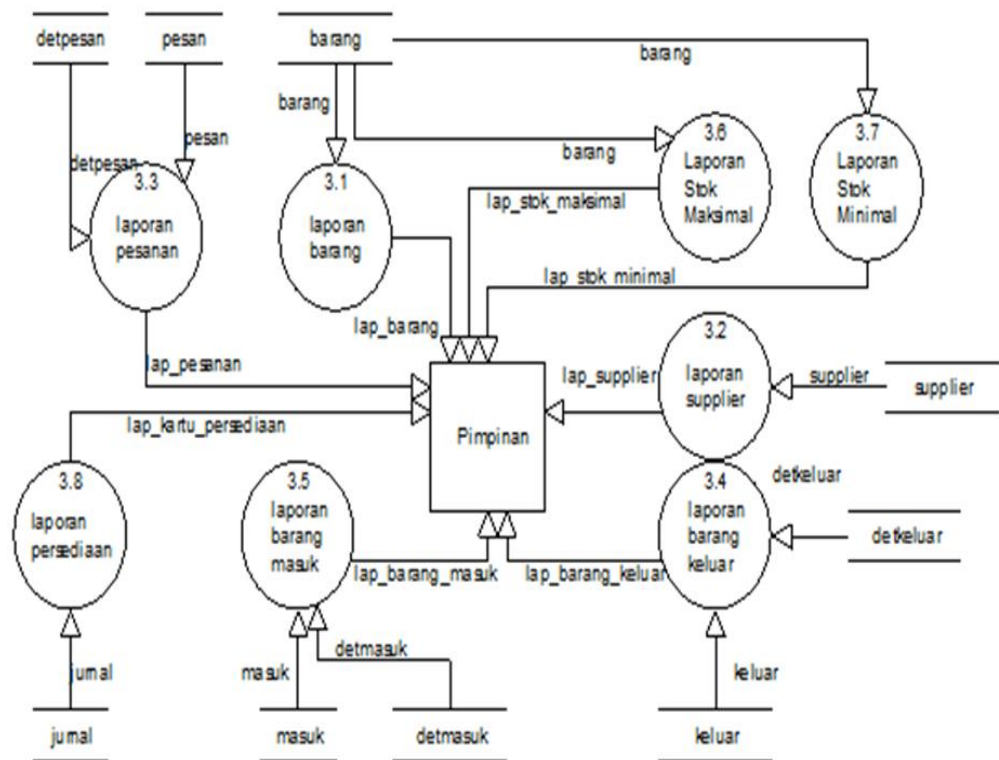 detpesan
pesan
barang
barang
barang
pesan
detpesan
barang
3.3
laporan
pesanan
3.1
laporan
barang
3.6
Laporan
Stok
Maksimal
3.7
Laporan
Stok
Minimal
lap_stok_maksimal
lap_stok_minimal
lap_barang
lap_pesanan
lap_kartu_persediaan
Pimpinan
lap_supplier
3.2
laporan
supplier
supplier
supplier
3.8
laporan
persediaan
3.5
laporan
barang
masuk
lap_barang_masuk
lap_barang_keluar
3.4
laporan
barang
keluar
detkeluar
detkeluar
jurnal
masuk
detmasuk
keluar
jurnal
masuk
detmasuk
keluar